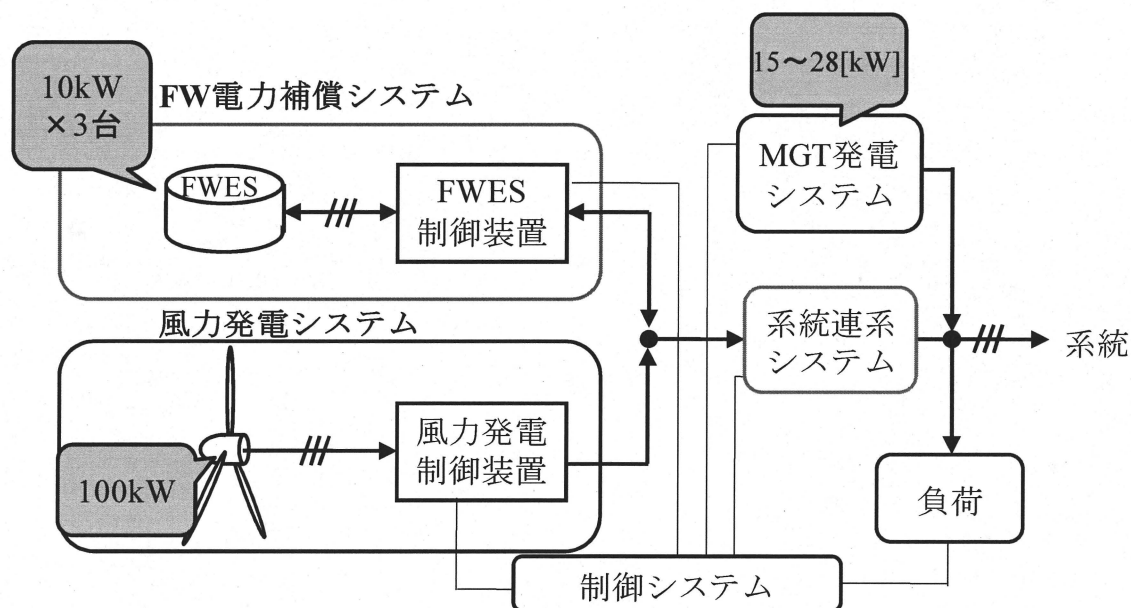 10kW
×3台
FW電力補償システム
15～28[kW]
FWES
FWES
制御装置
MGT発電
システム
風力発電システム
系統連系
システム
系統
風力発電
制御装置
100kW
負荷
制御システム